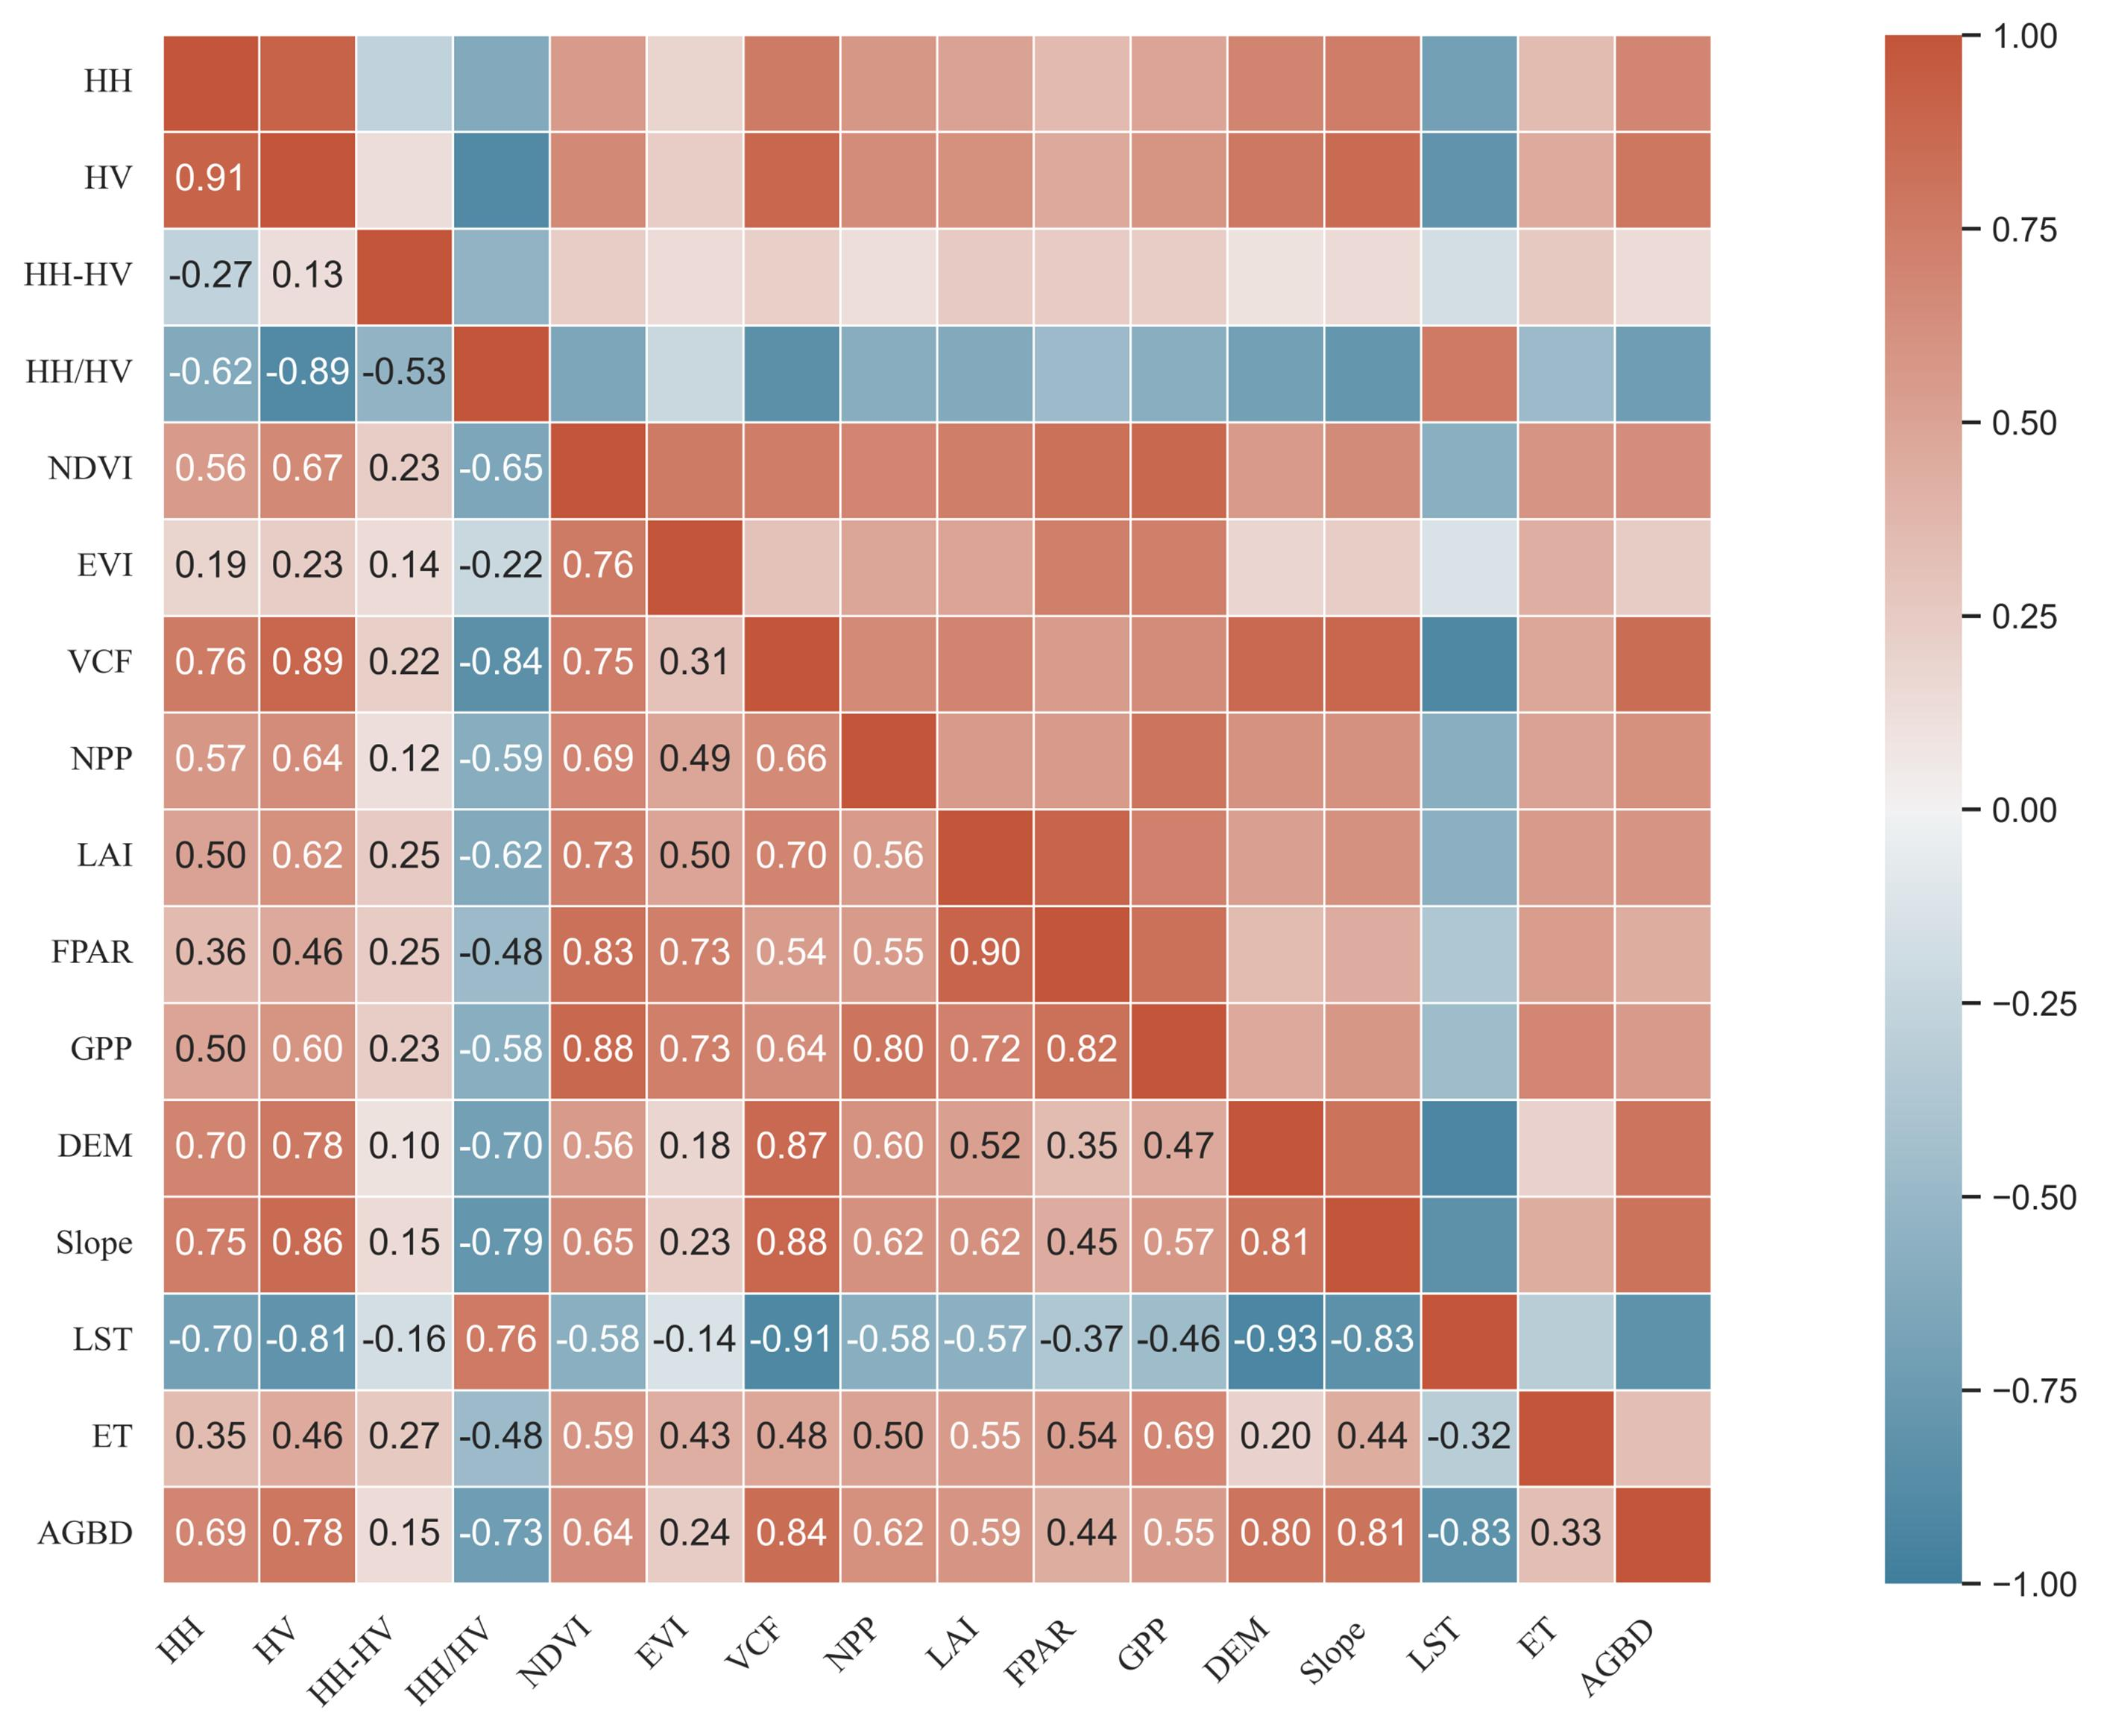 HH
HV 0.91
HH-HV -0.27 0.13
HH/HV -0.62 -0.89 -0.53
NDVI 0.56 0.67 0.23 -0.65
EVI 0.19 0.23 0.14 -0.22 0.76
VCF 0.76 0.89 0.22 -0.84 0.75 0.31
NPP 0.57 0.64 0.12 -0.59 0.69 0.49 0.66
LAI 0.50 0.62 0.25 -0.62 0.73 0.50 0.70 0.56
FPAR 0.36 0.46 0.25 -0.48 0.83 0.73 0.54 0.55 0.90
GPP 0.50 0.60 0.23 -0.58 0.88 0.73 0.64 0.80 0.72 0.82
DEM 0.70 0.78 0.10 -0.70 0.56 0.18 0.87 0.60 0.52 0.35 0.47
Slope 0.75 0.86 0.15 -0.79 0.65 0.23 0.88 0.62 0.62 0.45 0.57 0.81
LST -0.70 -0.81 -0.16 0.76 -0.58 -0.14 -0.91 -0.58 -0.57 -0.37 -0.46 -0.93 -0.83
ET 0.35 0.46 0.27 -0.48 0.59 0.43 0.48 0.50 0.55 0.54 0.69 0.20 0.44 -0.32
AGBD 0.69 0.78 0.15 -0.73 0.64 0.24 0.84 0.62 0.59 0.44 0.55 0.80 0.81 -0.83 0.33
HH HV HH-HV HH/HV NDVI EVI VCF NPP LAI FPAR GPP DEM Slope LST ET AGBD
1.00
0.75
0.50
0.25
0.00
−0.25
−0.50
−0.75
−1.00